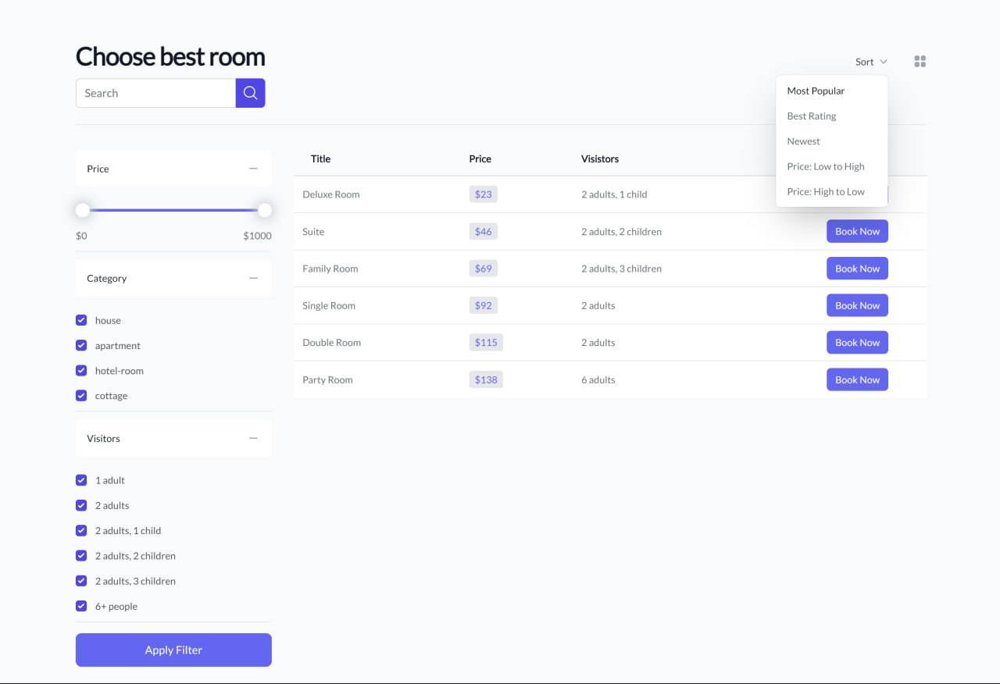 Choose best room
Sort
Search
Most Popular
Best Rating
Newest
Price: Low to High
Price: High to Low
Price
$0 $1000
Category
house
apartment
hotel-room
cottage
Visitors
1 adult
2 adults
2 adults, 1 child
2 adults, 2 children
2 adults, 3 children
6+ people
Apply Filter
Title Price Visistors
Deluxe Room $23 2 adults, 1 child
Suite $46 2 adults, 2 children Book Now
Family Room $69 2 adults, 3 children Book Now
Single Room $92 2 adults Book Now
Double Room $115 2 adults Book Now
Party Room $138 6 adults Book Now